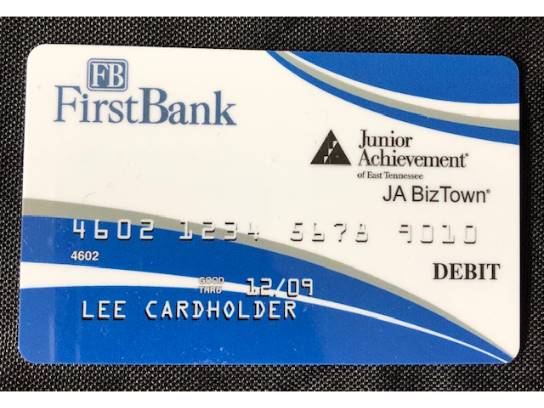 FB
FirstBank
Junior
Achievement®
of East Tennessee
JA BizTown®
4602 1234 5678 9010
4602
DEBIT
GOOD
THRU 12/09
LEE CARDHOLDER